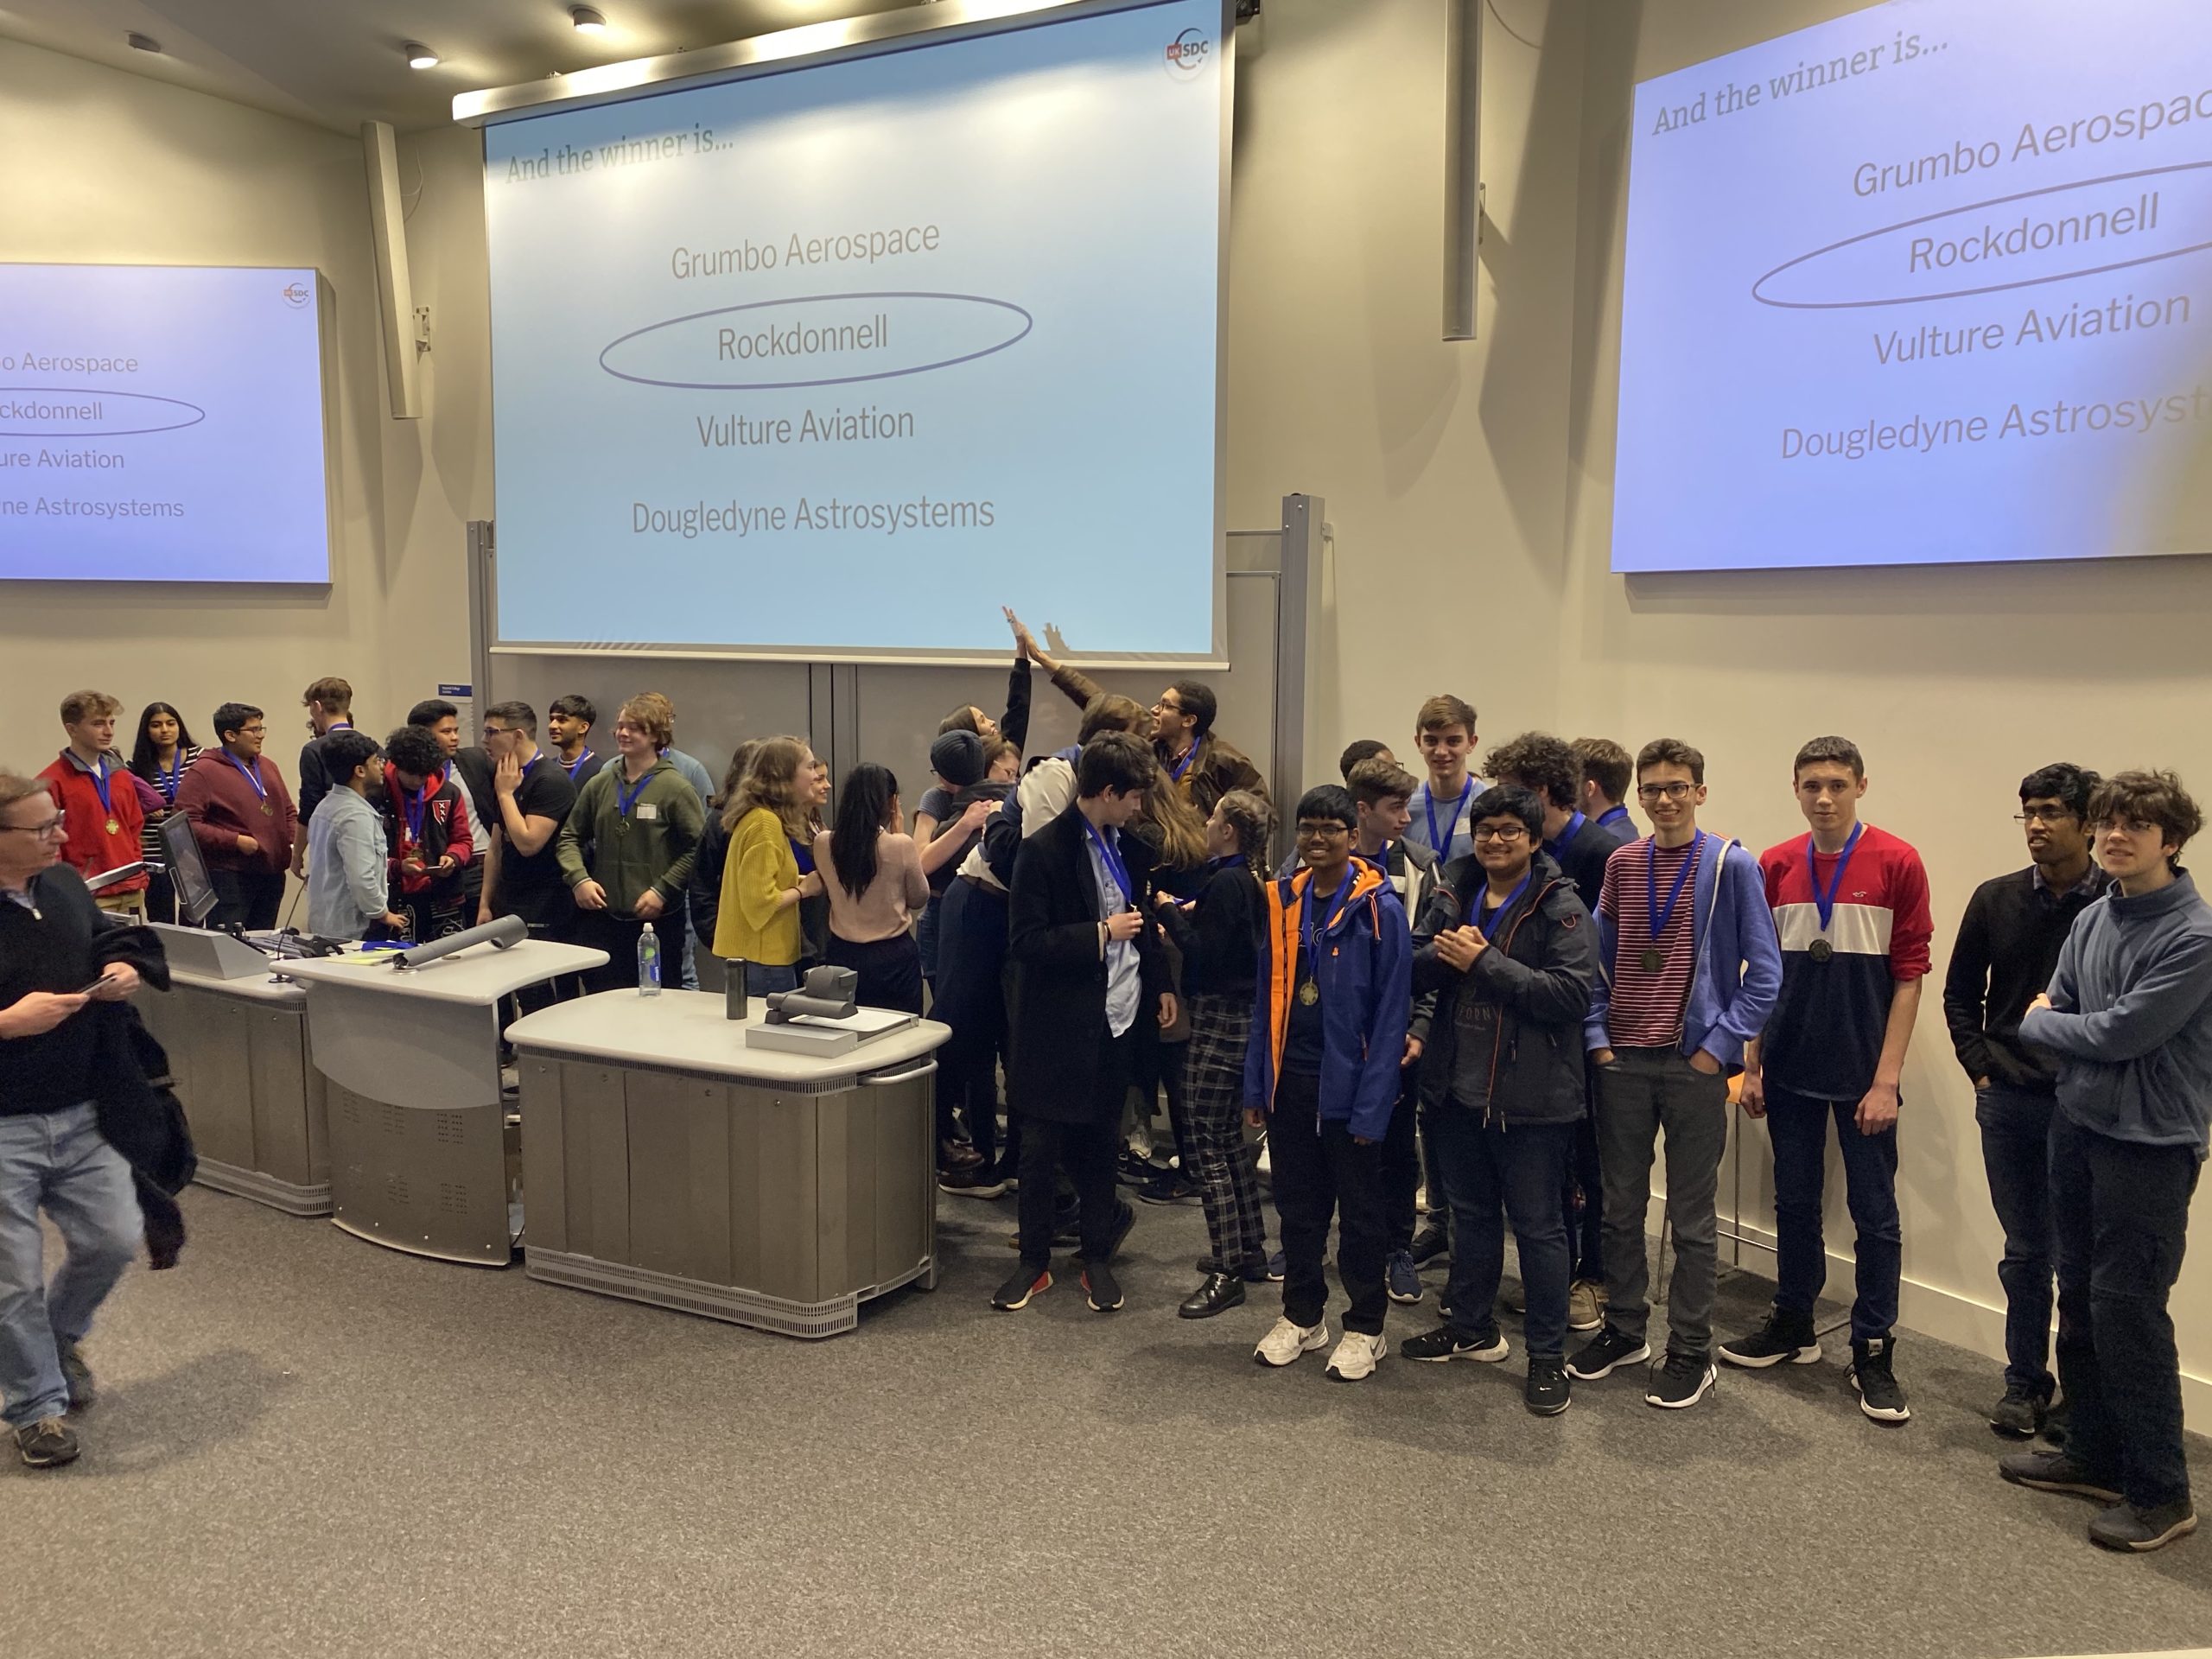 And the winner is...
Grumbo Aerospace
Rockdonnell
Vulture Aviation
Dougledyne Astrosystems
UKSDC
o Aerospace
ckdonnell
ure Aviation
ne Astrosystems
SDC
And the winner is...
Grumbo Aerospac
Rockdonnell
Vulture Aviation
Dougledyne Astrosyst